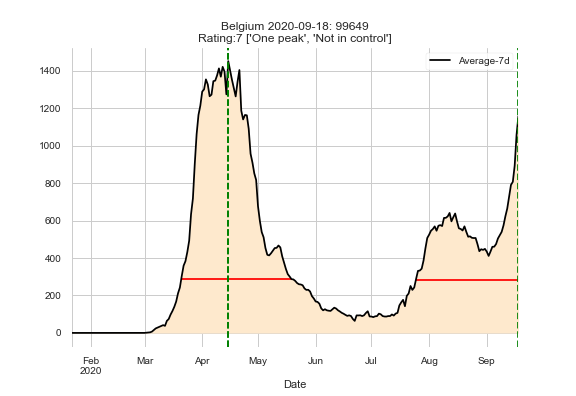 Belgium 2020-09-18: 99649
Rating:7 ['One peak', 'Not in control']
Average-7d
1400
1200
1000
800
600
400
200
0
Feb Mar Apr May Jun Jul Aug Sep
2020
Date